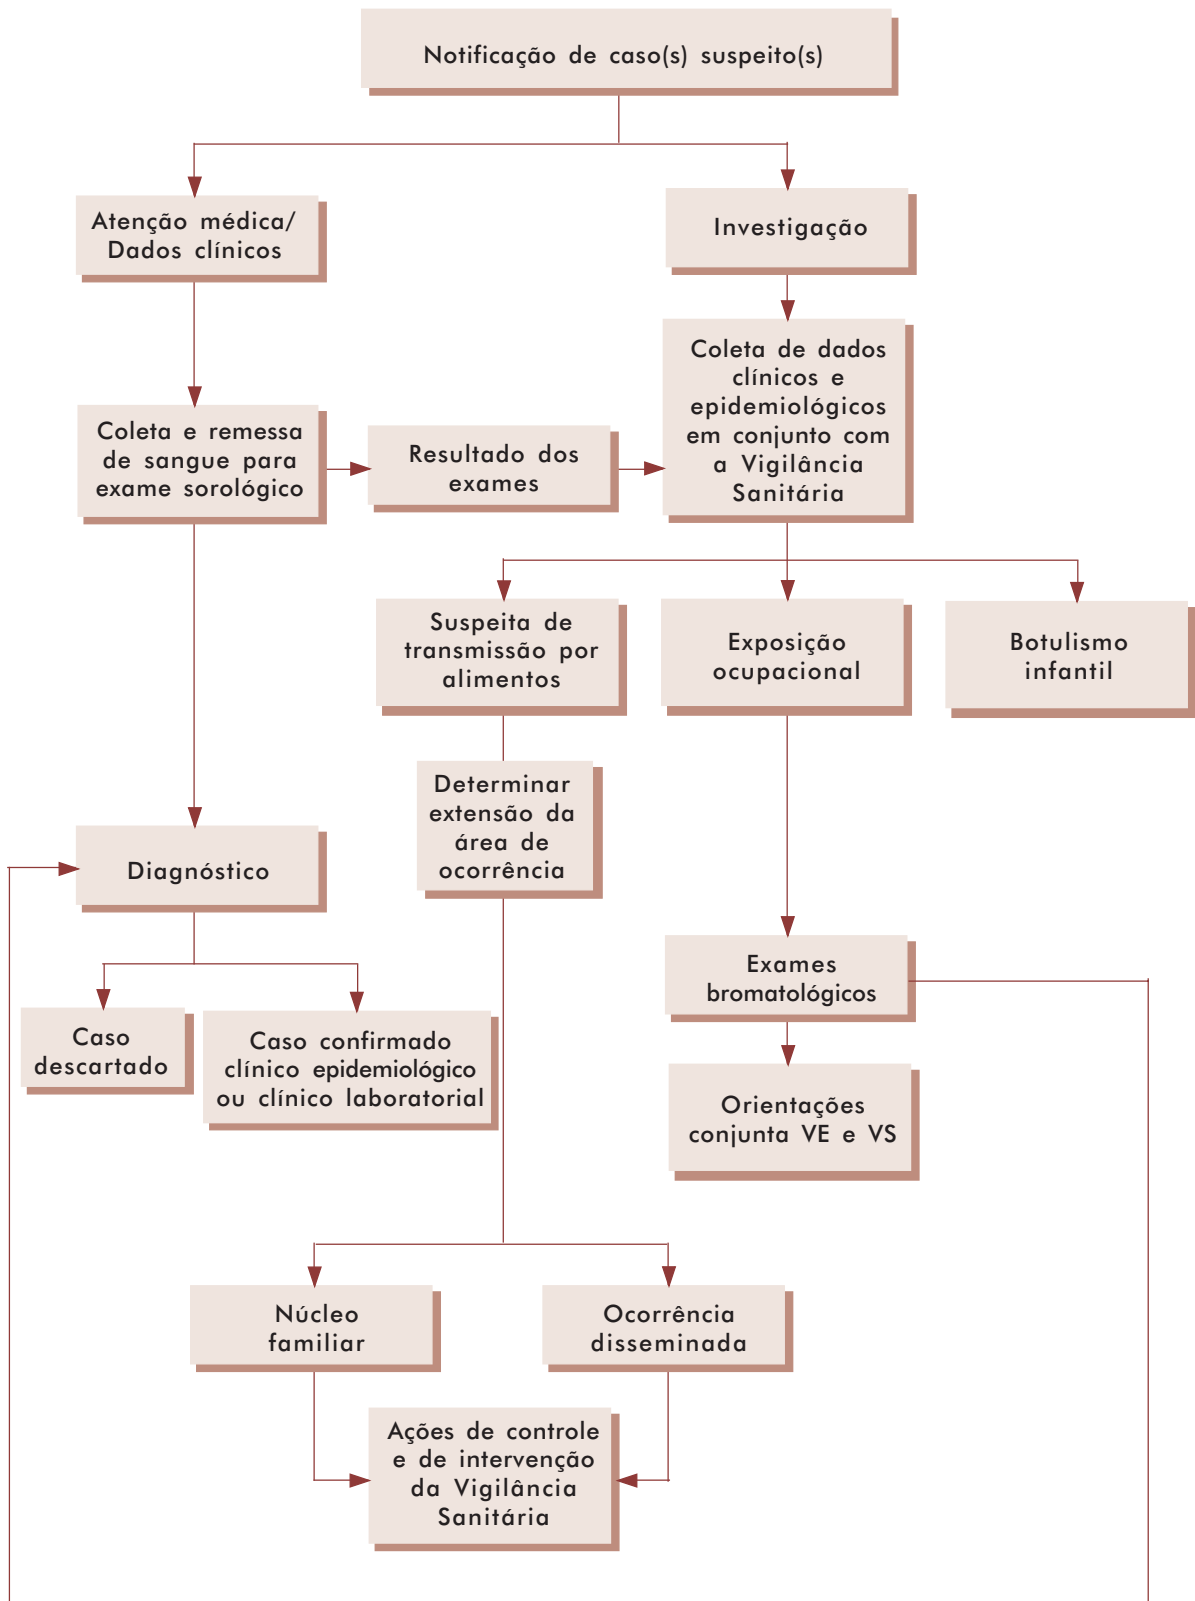 Notificação de caso(s) suspeito(s)
Atenção médica/
Dados clínicos
Investigação
Coleta e remessa
de sangue para
exame sorológico
Resultado dos
exames
Coleta de dados
clínicos e
epidemiológicos
em conjunto com
a Vigilância
Sanitária
Suspeita de
transmissão por
alimentos
Exposição
ocupacional
Botulismo
infantil
Determinar
extensão da
área de
ocorrência
Diagnóstico
Exames
bromatológicos
Caso
descartado
Caso confirmado
clínico epidemiológico
ou clínico laboratorial
Orientações
conjunta VE e VS
Núcleo
familiar
Ocorrência
disseminada
Ações de controle
e de intervenção
da Vigilância
Sanitária